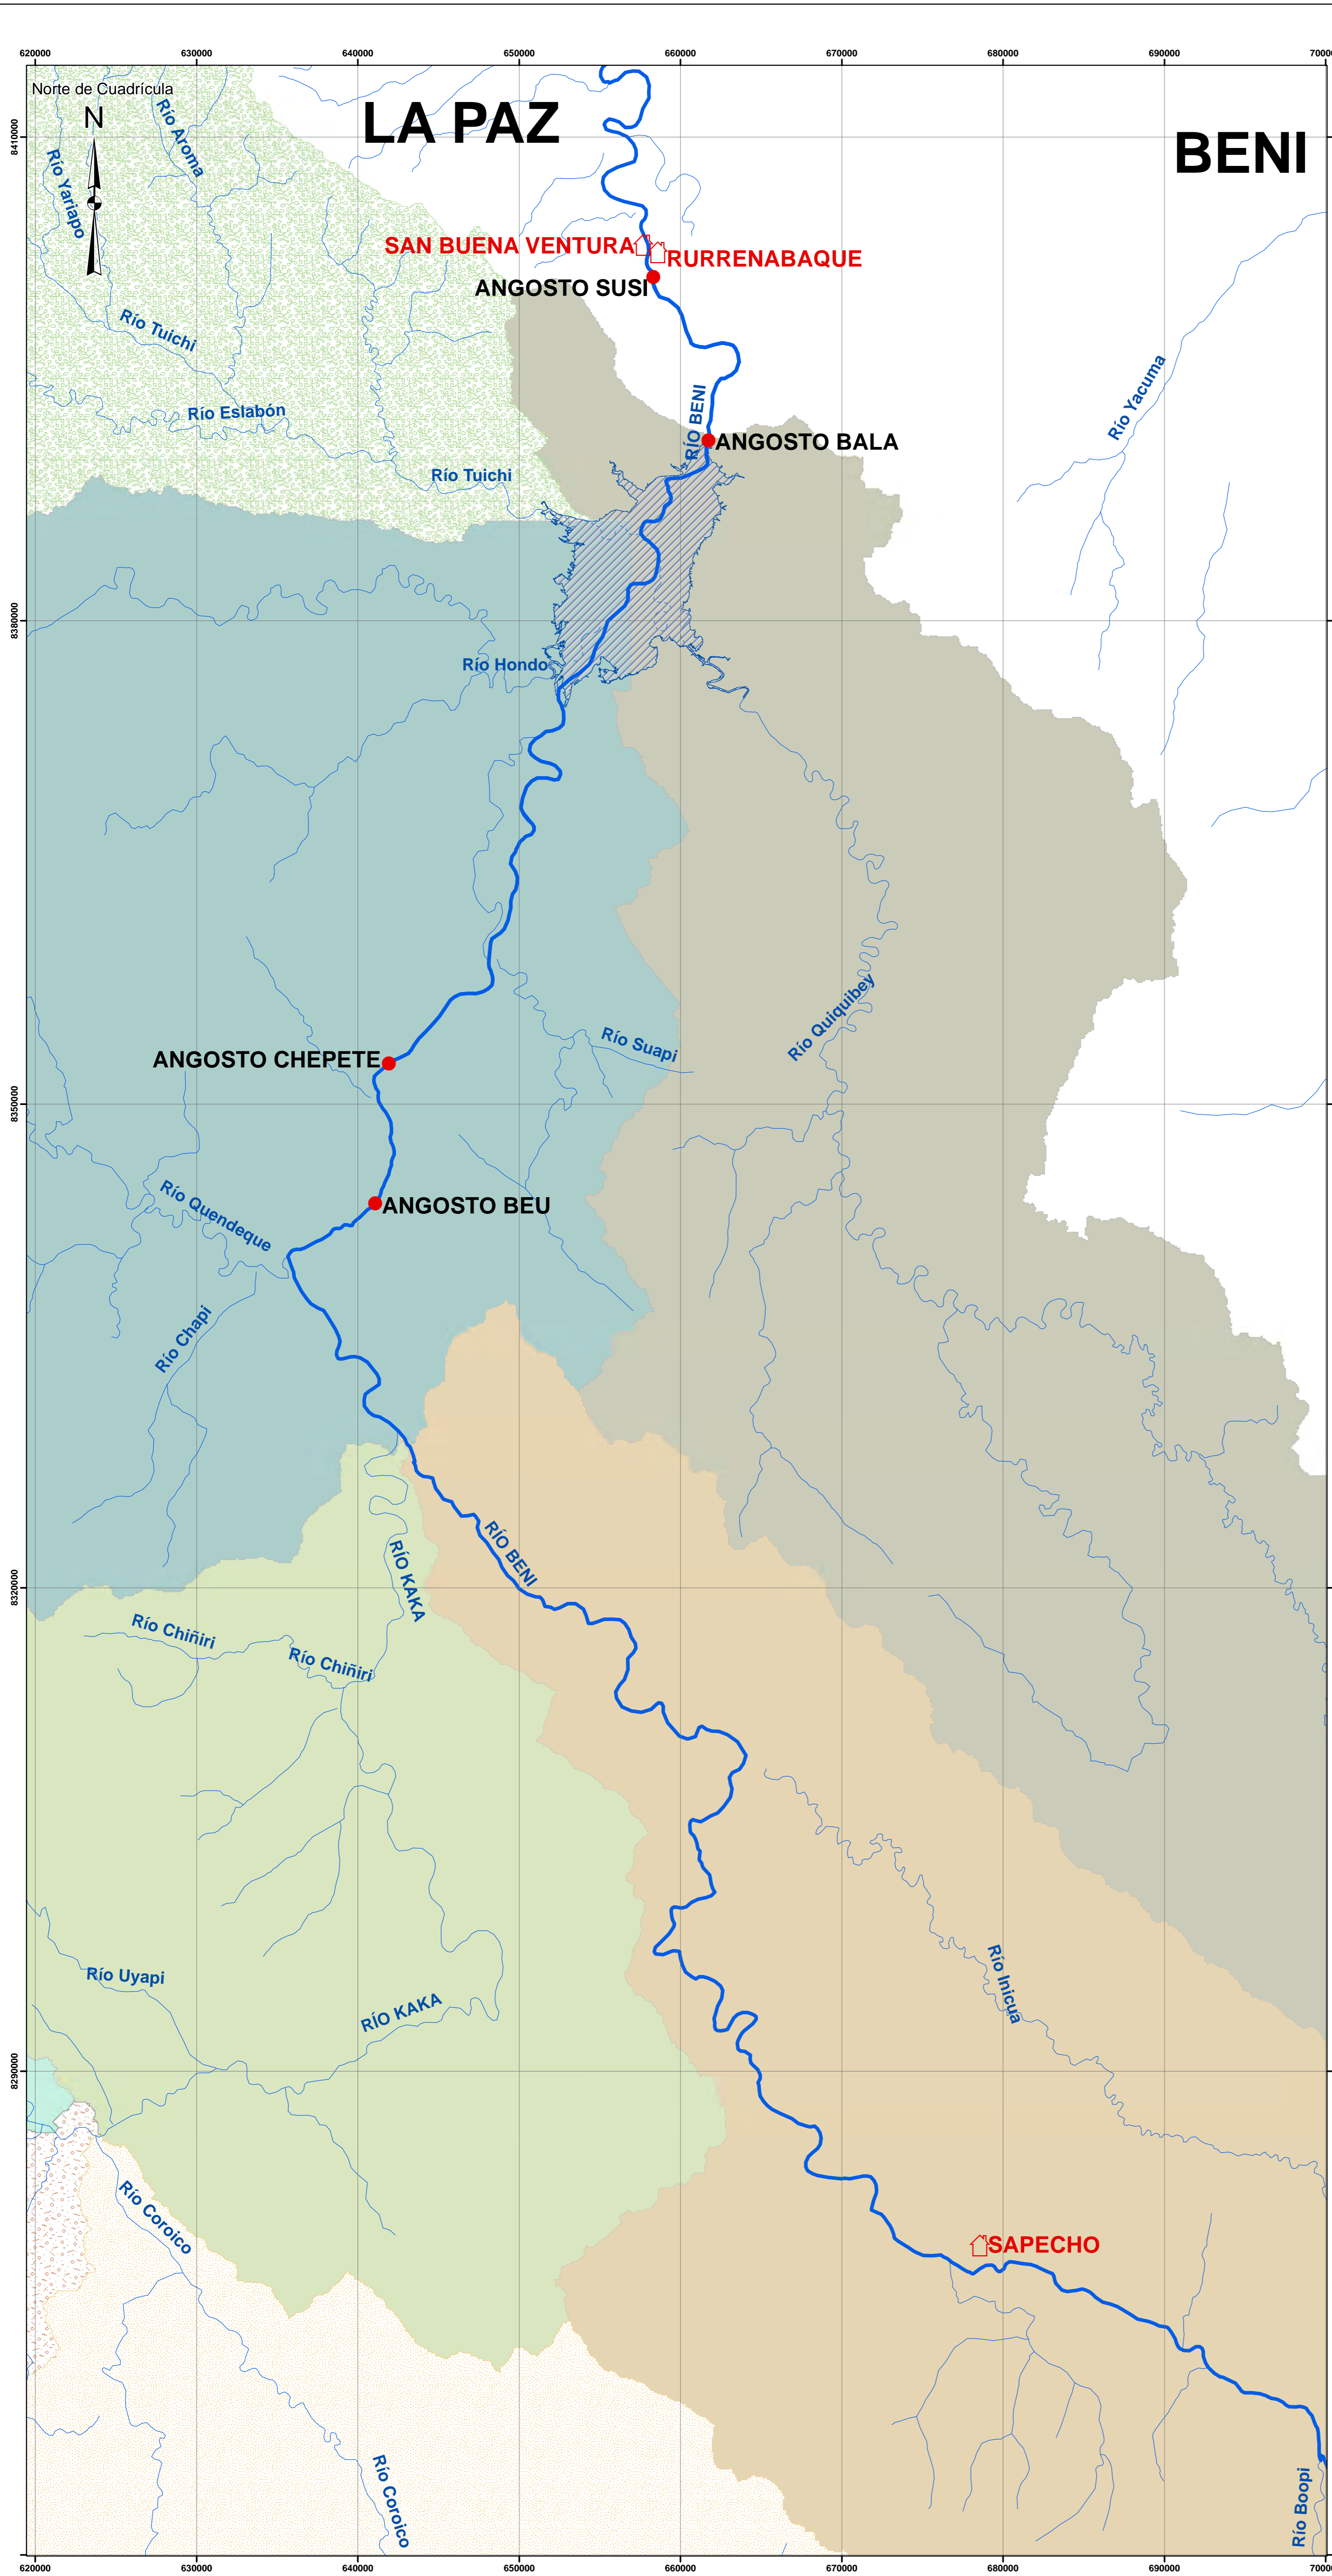 620000
630000
640000
650000
660000
670000
680000
690000
70000
Norte de Cuadrícula
N
LA PAZ
BENI
8410000
Río Aroma
Río Yariapo
SAN BUENA VENTURA
RURRENABAQUE
ANGOSTO SUSI
Río Tuichi
Río Yacuma
RÍO BENI
Río Eslabón
ANGOSTO BALA
Río Tuichi
8380000
Río Hondo
Río Quiquibey
Río Suapi
ANGOSTO CHEPETE
8350000
ANGOSTO BEU
Río Quendeque
Río Chapi
RÍO BENI
RÍO KAKA
8320000
Río Chiñiri
Río Chiñiri
Río Uyapi
Río Inicua
RÍO KAKA
8290000
Río Coroico
SAPECHO
Río Coroico
Río Boopi
620000
630000
640000
650000
660000
670000
680000
690000
70000